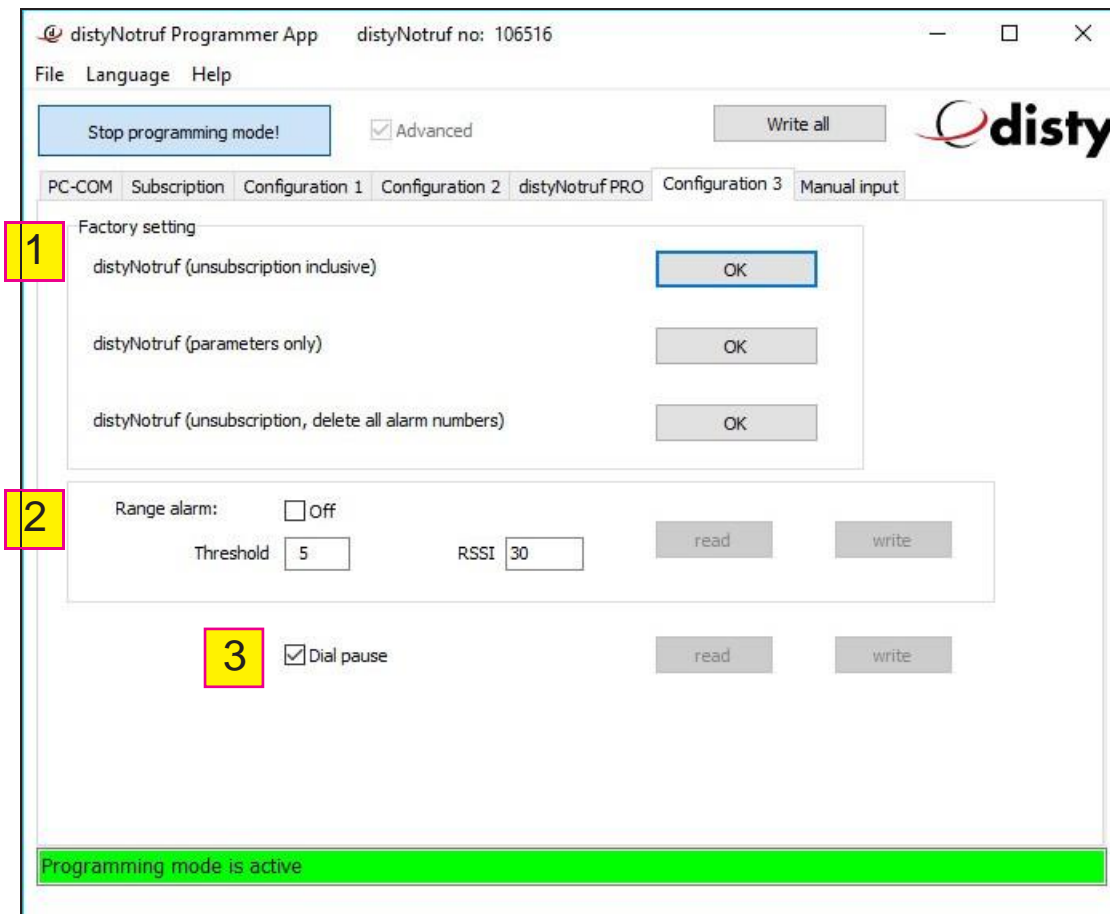 distyNotruf Programmer App distyNotruf no: 106516
File Language Help
Stop programming mode! Advanced Write all disty
PC-COM Subscription Configuration 1 Configuration 2 distyNotruf PRO Configuration 3 Manual input
1 Factory setting
distyNotruf (unsubscription inclusive) OK
distyNotruf (parameters only) OK
distyNotruf (unsubscription, delete all alarm numbers) OK
2 Range alarm: Off
Threshold 5 RSSI 30 read write
3 Dial pause read write
Programming mode is active